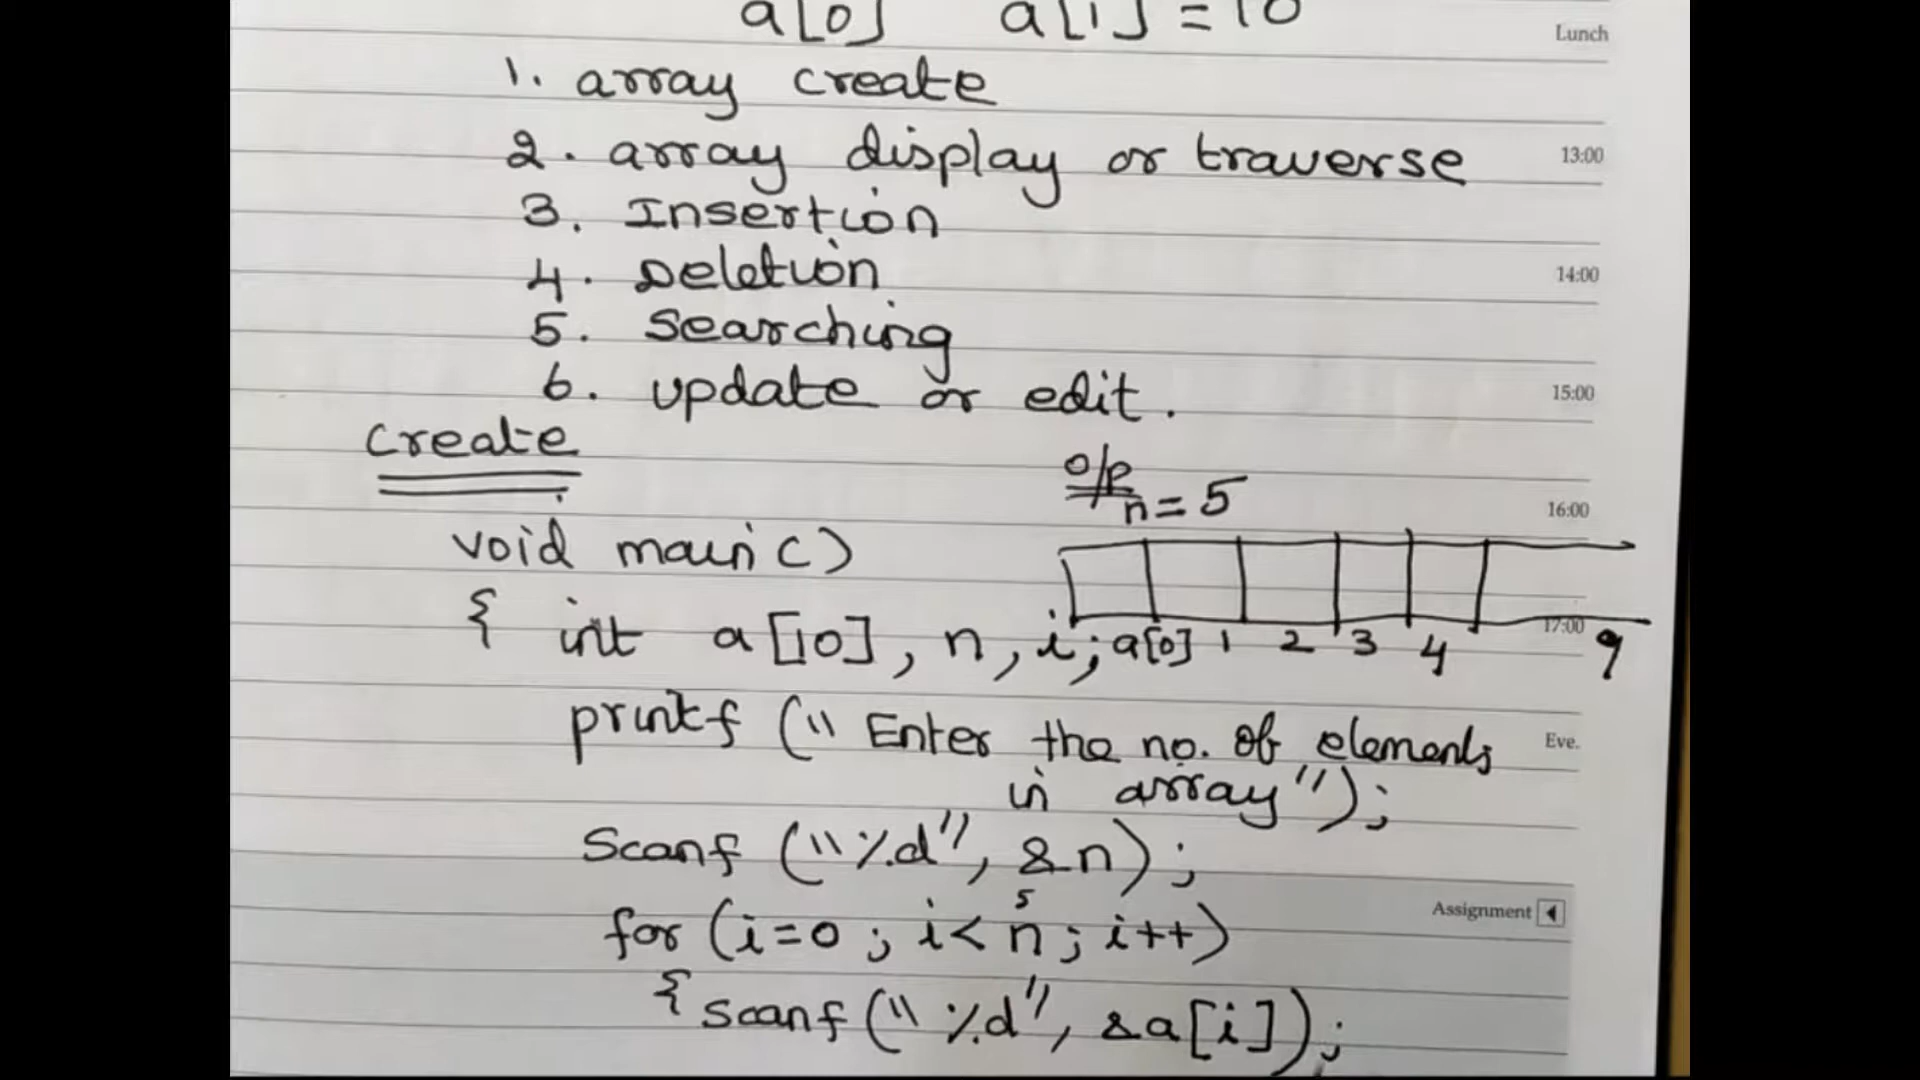 a[0] a[1] = 10
Lunch
1. array create
2. array display or traverse
13:00
3. Insertion
4. Deletion
14:00
5. Searching
6. update or edit.
15:00
create
o/p
n = 5
16:00
void main()
{ int a[10], n, i;
a[0] 1 2 3 4 9
17:00
printf ("Enter the no. of elements
in array");
Eve.
Scanf ("%d", &n);
5
for (i=0; i<n; i++)
Assignment
{ Scanf ("%d", &a[i]);